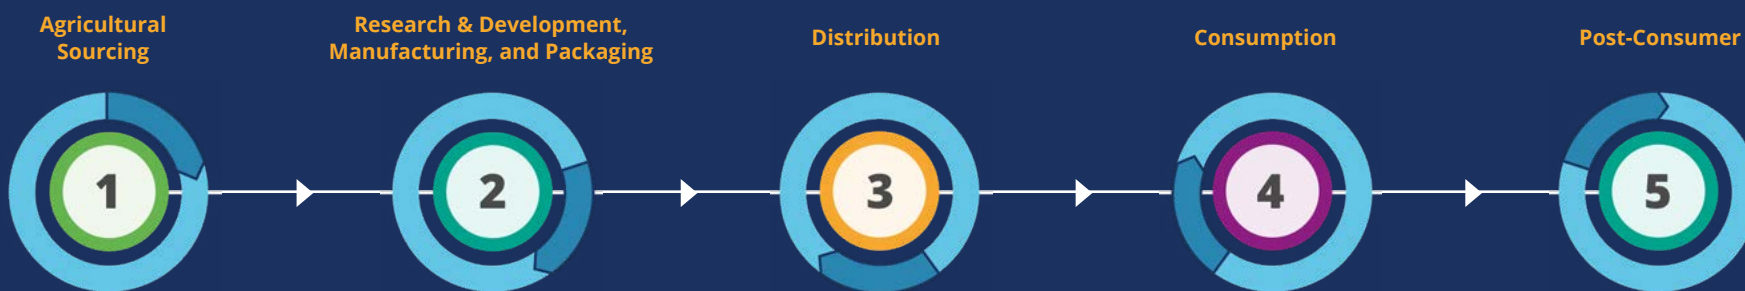 Agricultural
Sourcing
Research & Development,
Manufacturing, and Packaging
Distribution
Consumption
Post-Consumer
1
2
3
4
5